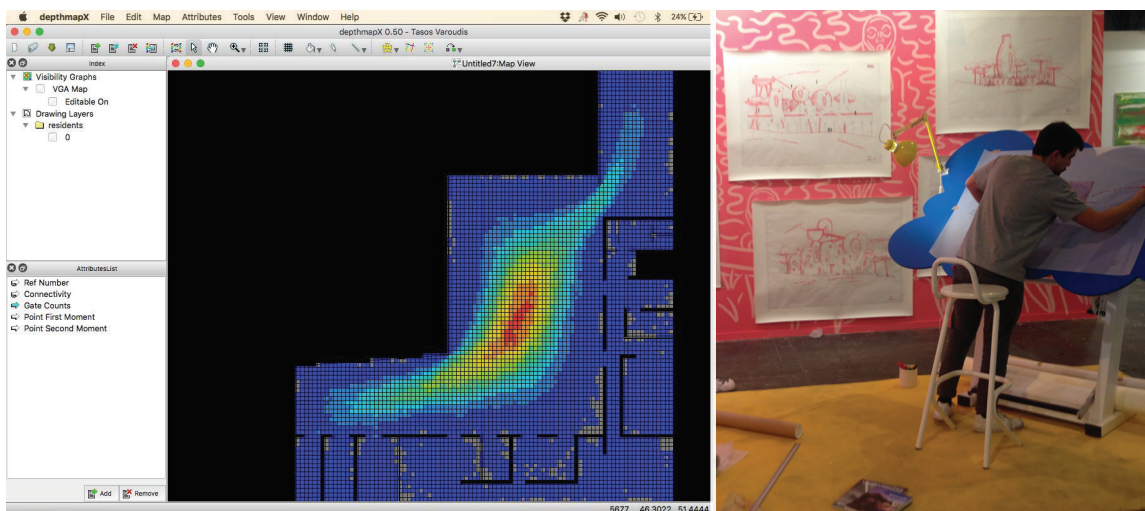 depthmapX File Edit Map Attributes Tools View Window Help 24%
depthmapX 0.50 - Tasos Varoudis
Index
Untitled7:Map View
Visibility Graphs
VGA Map
Editable On
Drawing Layers
residents
0
AttributesList
Ref Number
Connectivity
Gate Counts
Point First Moment
Point Second Moment
Add Remove
5677 46.3022 51.4444